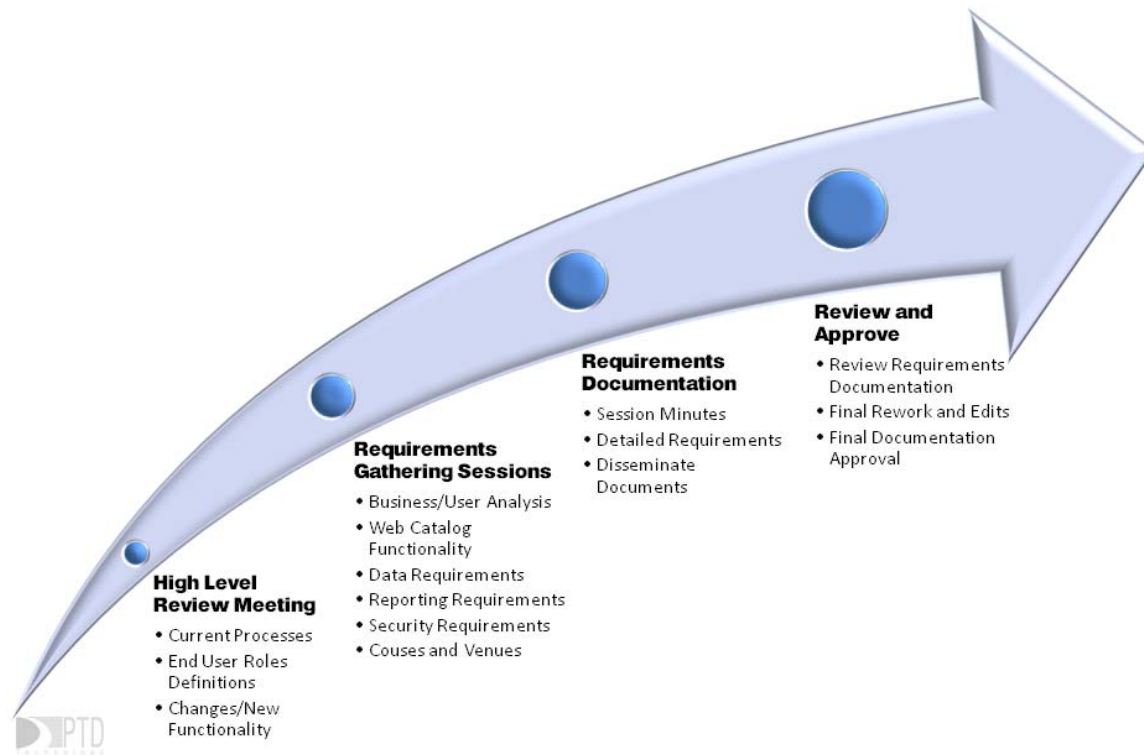 High Level
Review Meeting
• Current Processes
• End User Roles
Definitions
• Changes/New
Functionality
Requirements
Gathering Sessions
• Business/User Analysis
• Web Catalog
Functionality
• Data Requirements
• Reporting Requirements
• Security Requirements
• Couses and Venues
Requirements
Documentation
• Session Minutes
• Detailed Requirements
• Disseminate
Documents
Review and
Approve
• Review Requirements
Documentation
• Final Rework and Edits
• Final Documentation
Approval
PTD